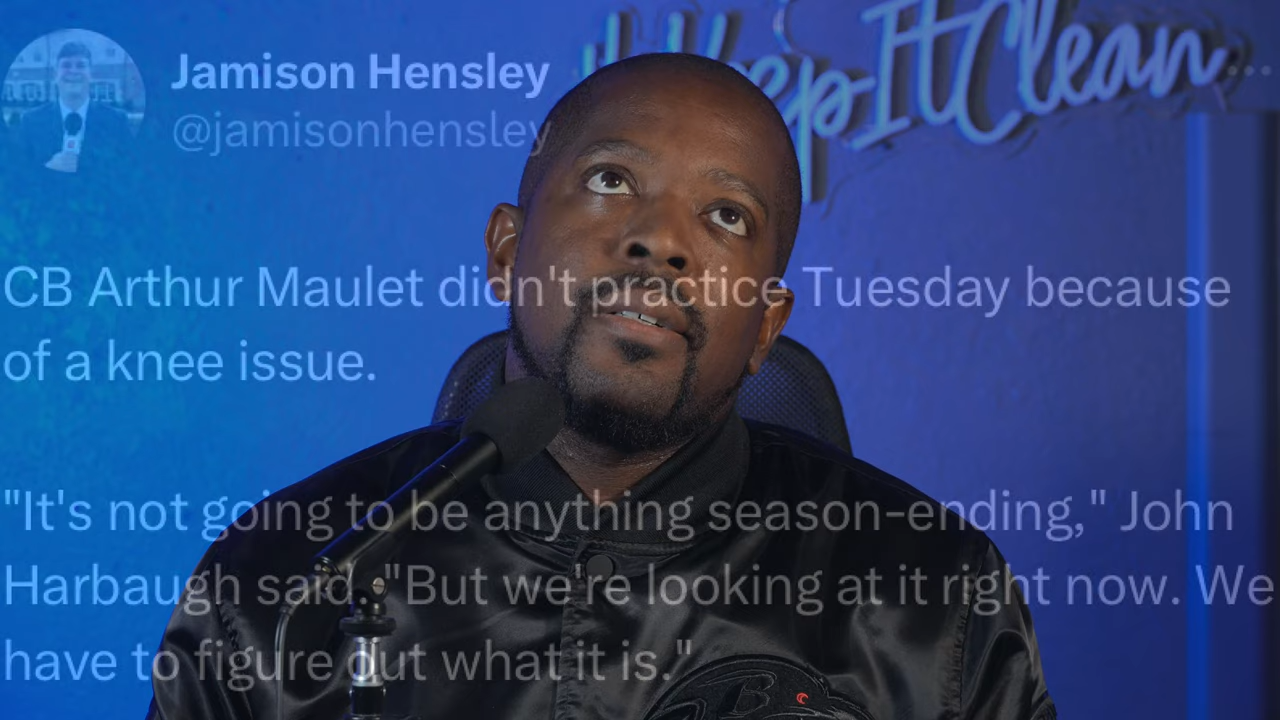 #KeepItClean
Jamison Hensley
@jamisonhensley
CB Arthur Maulet didn't practice Tuesday because
of a knee issue.
"It's not going to be anything season-ending," John
Harbaugh said. "But we're looking at it right now. We
have to figure out what it is."
B